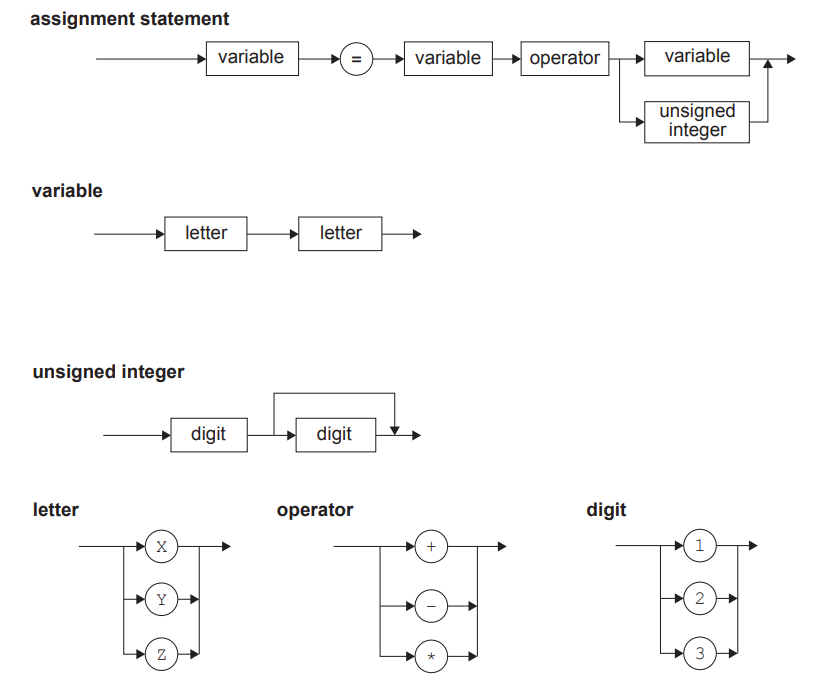 assignment statement
variable = variable operator variable
unsigned
integer
variable
letter letter
unsigned integer
digit digit
letter operator digit
X + 1
Y - 2
Z * 3